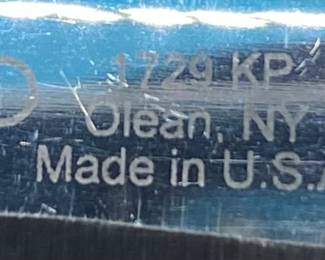 1729 KP
Olean, NY
Made in U.S.A